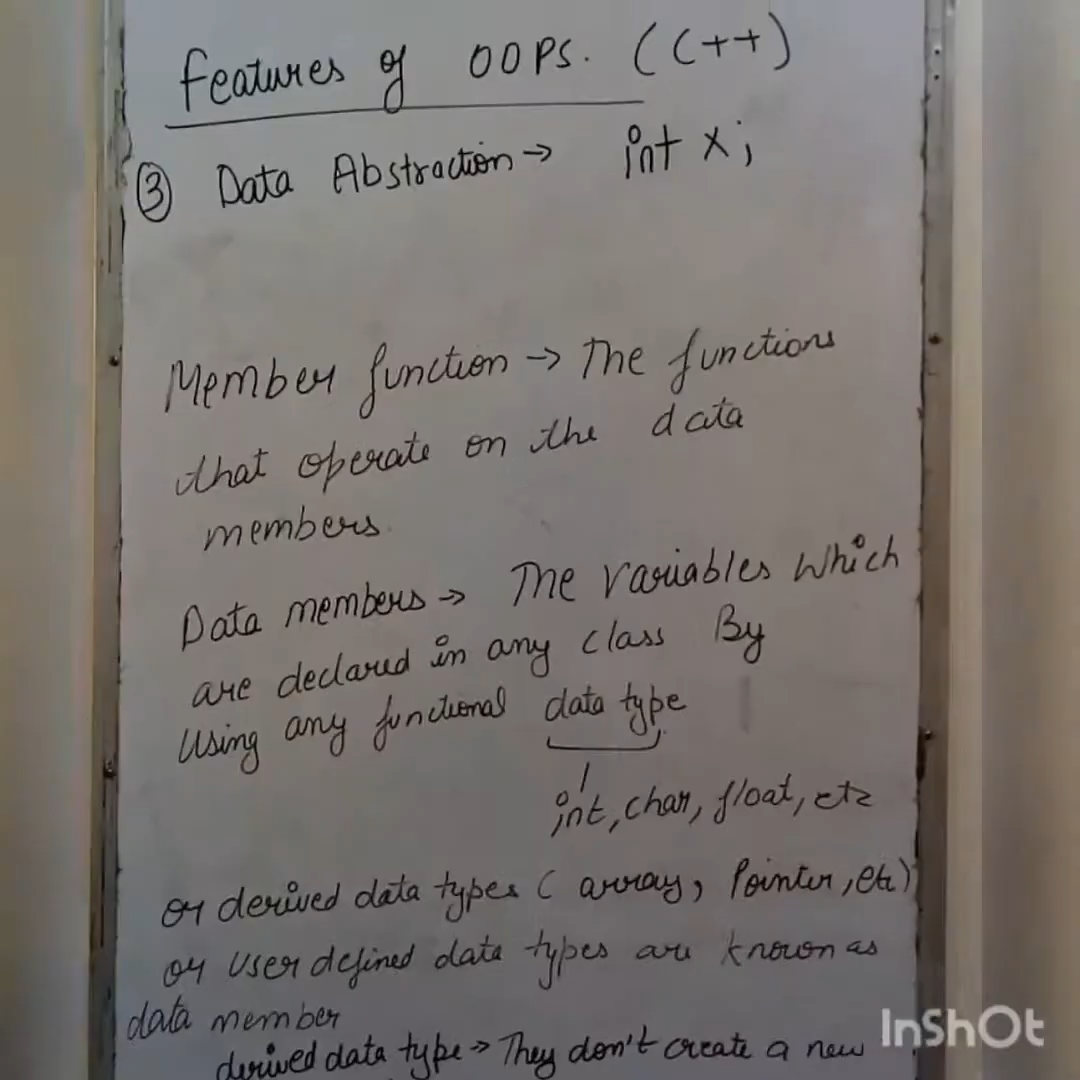 Features of OOPS. (C++)
③ Data Abstraction → int x;
Member function → The functions
that operate on the data
members.
Data members → The variables which
are declared in any class By
Using any functional data type
int, char, float, etc
or derived data types ( array, Pointer, etc)
or user defined data types are known as
data member
derived data type → They don't create a new
InShOt